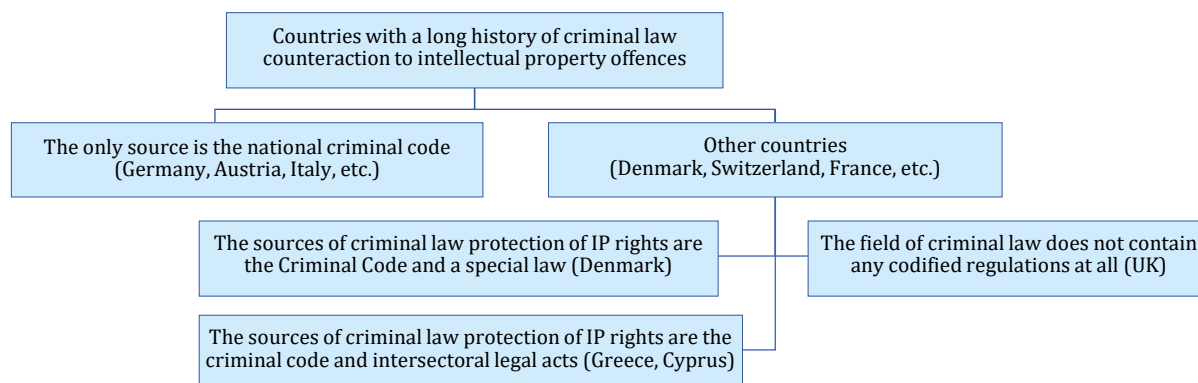 Countries with a long history of criminal law
counteraction to intellectual property offences
The only source is the national criminal code
(Germany, Austria, Italy, etc.)
Other countries
(Denmark, Switzerland, France, etc.)
The sources of criminal law protection of IP rights are
the Criminal Code and a special law (Denmark)
The field of criminal law does not contain
any codified regulations at all (UK)
The sources of criminal law protection of IP rights are the
criminal code and intersectoral legal acts (Greece, Cyprus)